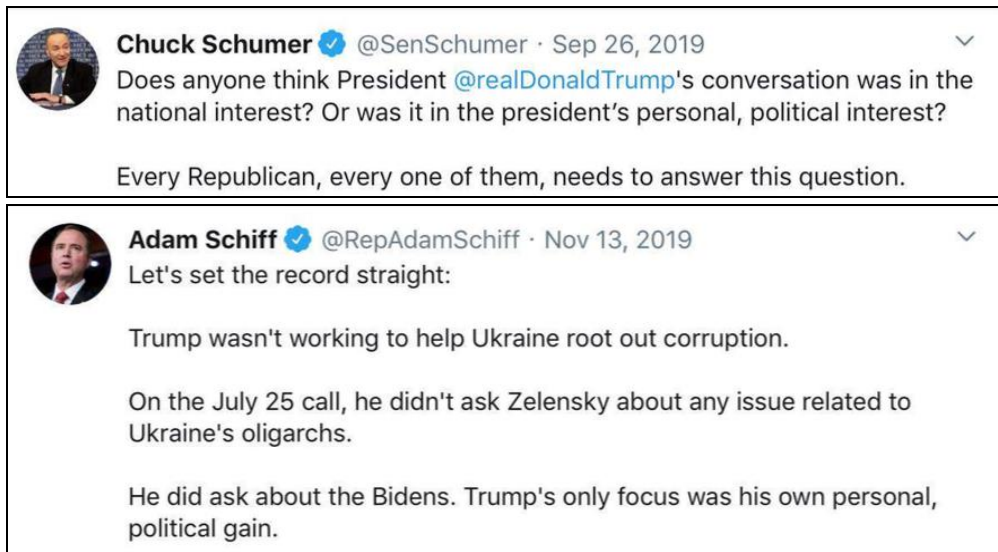 Chuck Schumer @SenSchumer · Sep 26, 2019
Does anyone think President @realDonaldTrump's conversation was in the
national interest? Or was it in the president’s personal, political interest?
Every Republican, every one of them, needs to answer this question.
Adam Schiff @RepAdamSchiff · Nov 13, 2019
Let's set the record straight:
Trump wasn't working to help Ukraine root out corruption.
On the July 25 call, he didn't ask Zelensky about any issue related to
Ukraine's oligarchs.
He did ask about the Bidens. Trump's only focus was his own personal,
political gain.